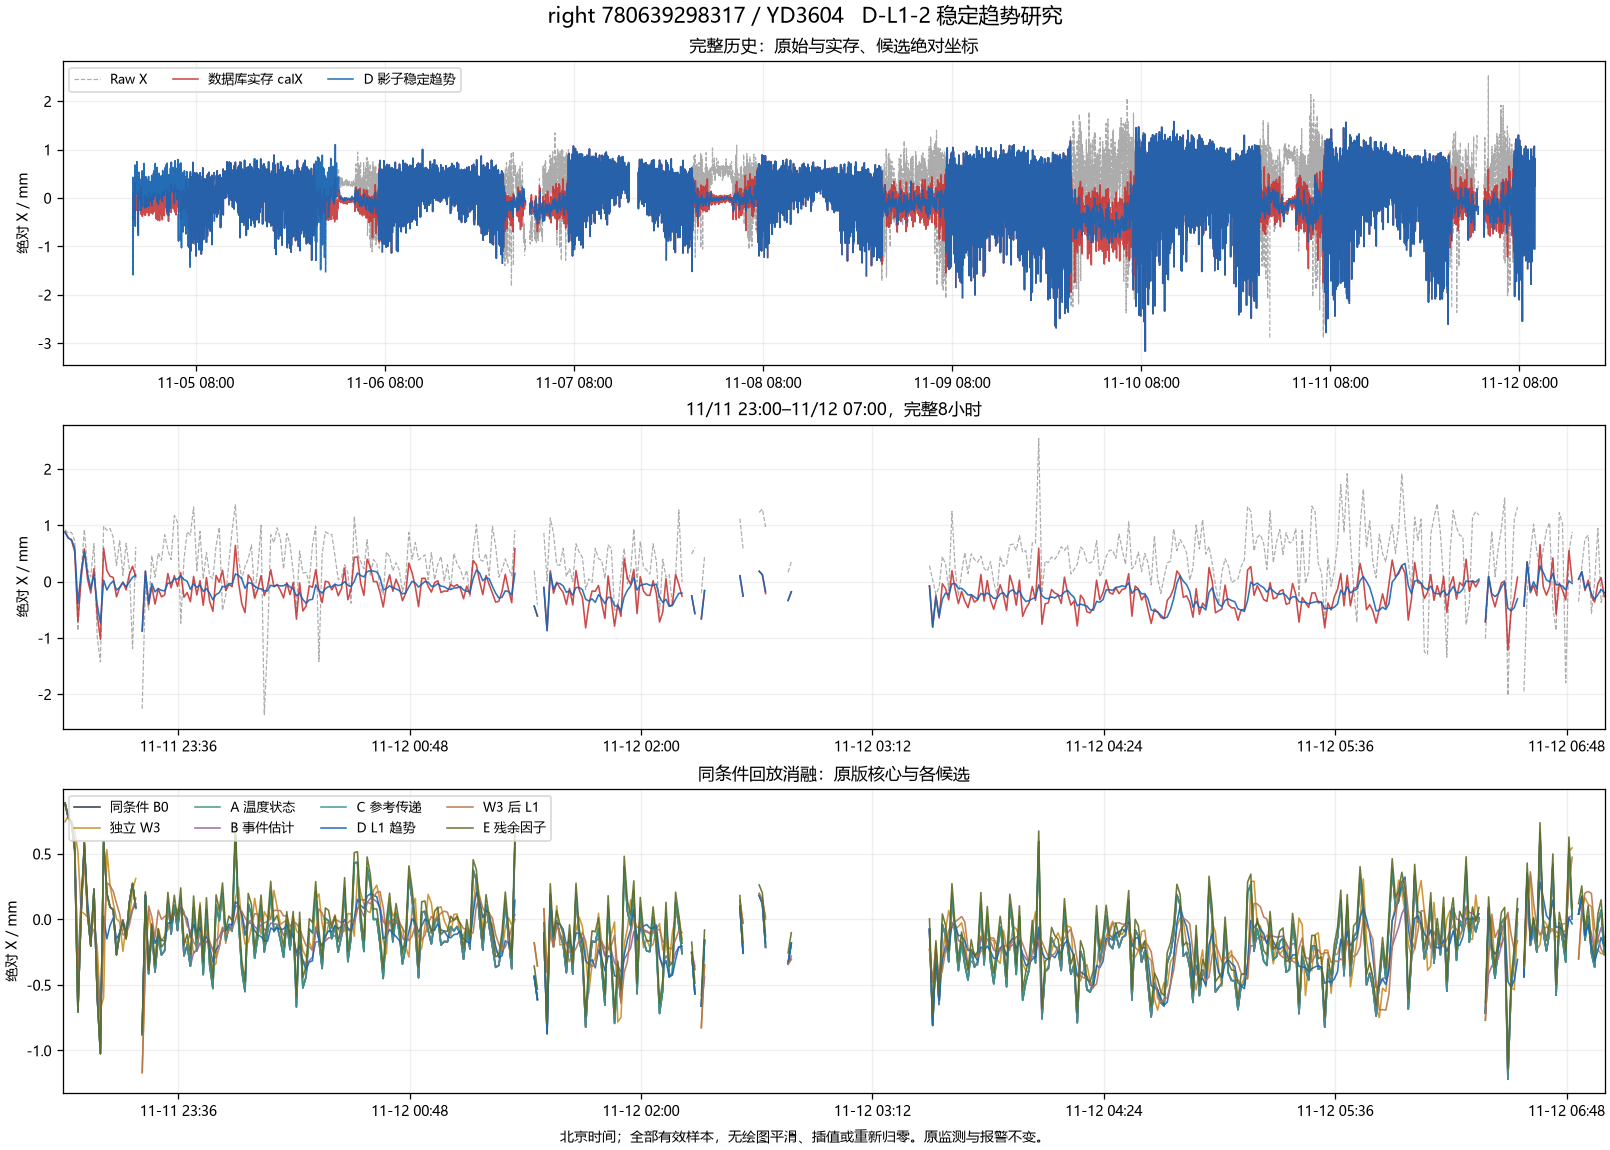 right 780639298317 / YD3604   D-L1-2 稳定趋势研究
完整历史：原始与实存、候选绝对坐标
Raw X
数据库实存 calX
D 影子稳定趋势
绝对 X / mm
2
1
0
-1
-2
-3
11-05 08:00
11-06 08:00
11-07 08:00
11-08 08:00
11-09 08:00
11-10 08:00
11-11 08:00
11-12 08:00
11/11 23:00–11/12 07:00，完整8小时
绝对 X / mm
2
1
0
-1
-2
11-11 23:36
11-12 00:48
11-12 02:00
11-12 03:12
11-12 04:24
11-12 05:36
11-12 06:48
同条件回放消融：原版核心与各候选
同条件 B0
A 温度状态
C 参考传递
W3 后 L1
独立 W3
B 事件估计
D L1 趋势
E 残余因子
绝对 X / mm
0.5
0.0
-0.5
-1.0
11-11 23:36
11-12 00:48
11-12 02:00
11-12 03:12
11-12 04:24
11-12 05:36
11-12 06:48
北京时间；全部有效样本，无绘图平滑、插值或重新归零。原监测与报警不变。